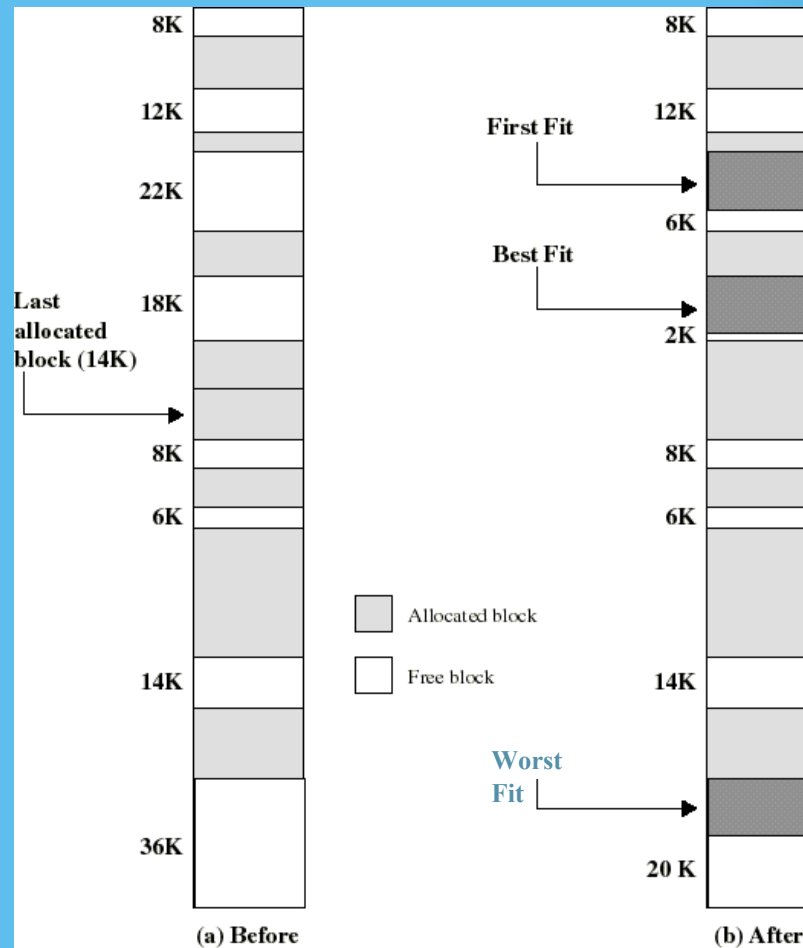 8K
12K
22K
18K
Last
allocated
block (14K)
8K
6K
14K
36K
(a) Before
Allocated block
Free block
8K
12K
First Fit
6K
Best Fit
2K
8K
6K
14K
Worst
Fit
20 K
(b) After